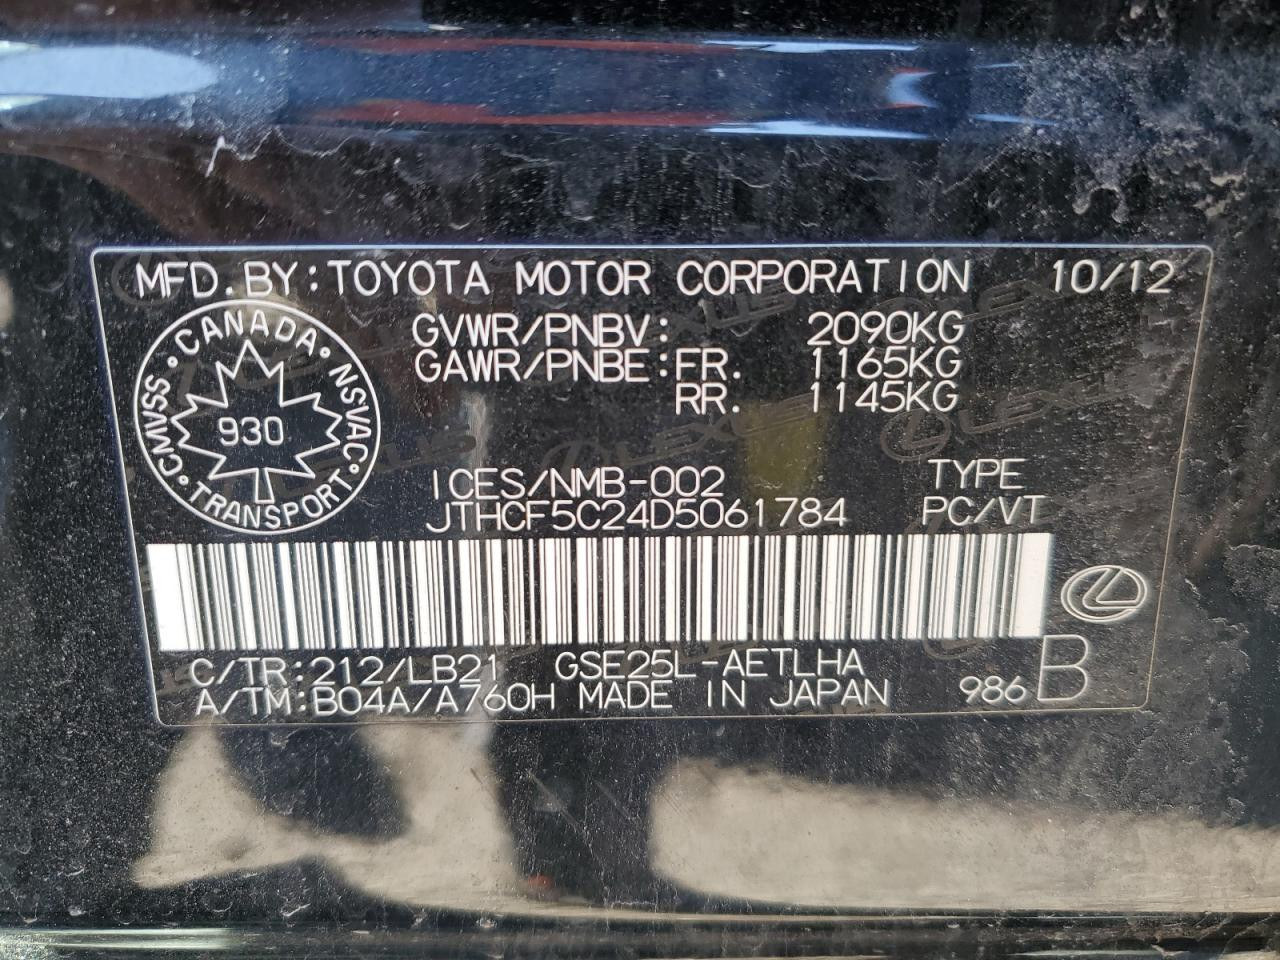 MFD. BY: TOYOTA MOTOR CORPORATION 10/12
GVWR/PNBV: 2090KG
GAWR/PNBE: FR. 1165KG
RR. 1145KG
CANADA
CMVSS
930
NSVAC
TRANSPORT
ICES/NMB-002
TYPE
JTHCF5C24D5061784
PC/VT
C/TR: 212/LB21 GSE25L-AETLHA
A/TM: B04A/A760H MADE IN JAPAN
986 B
LEXUS
LEXUS